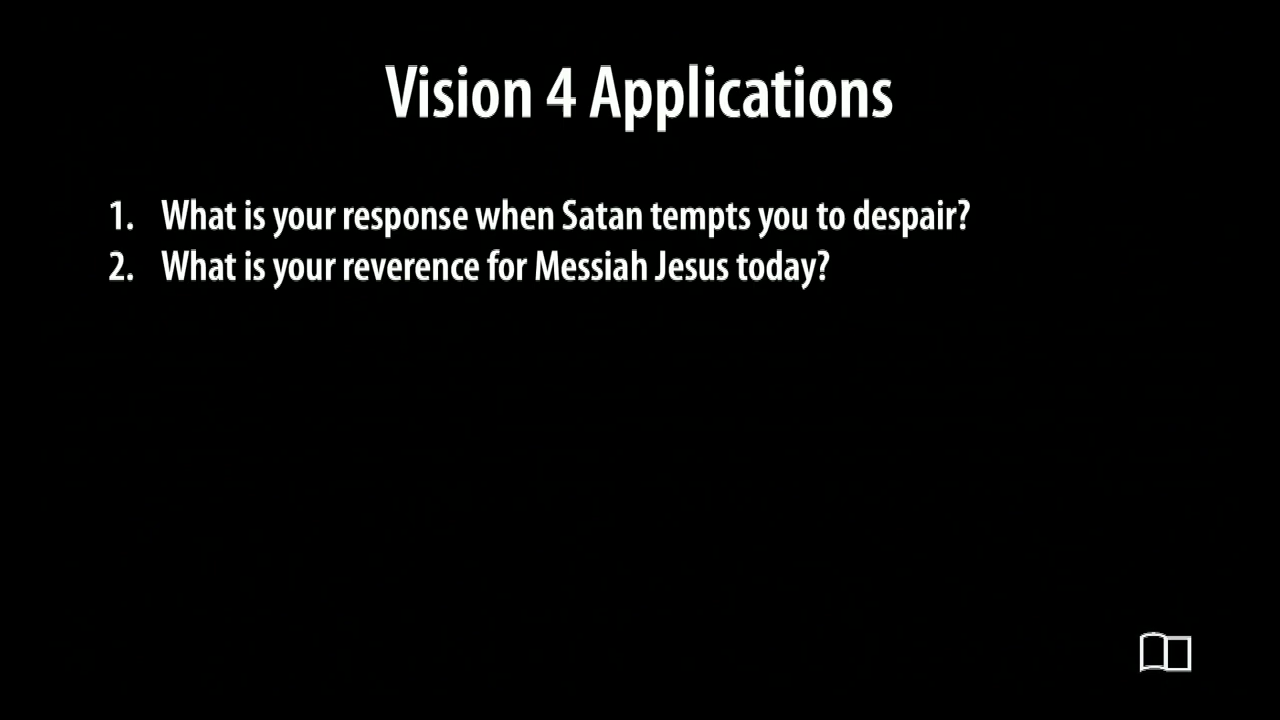 Vision 4 Applications
1. What is your response when Satan tempts you to despair?
2. What is your reverence for Messiah Jesus today?